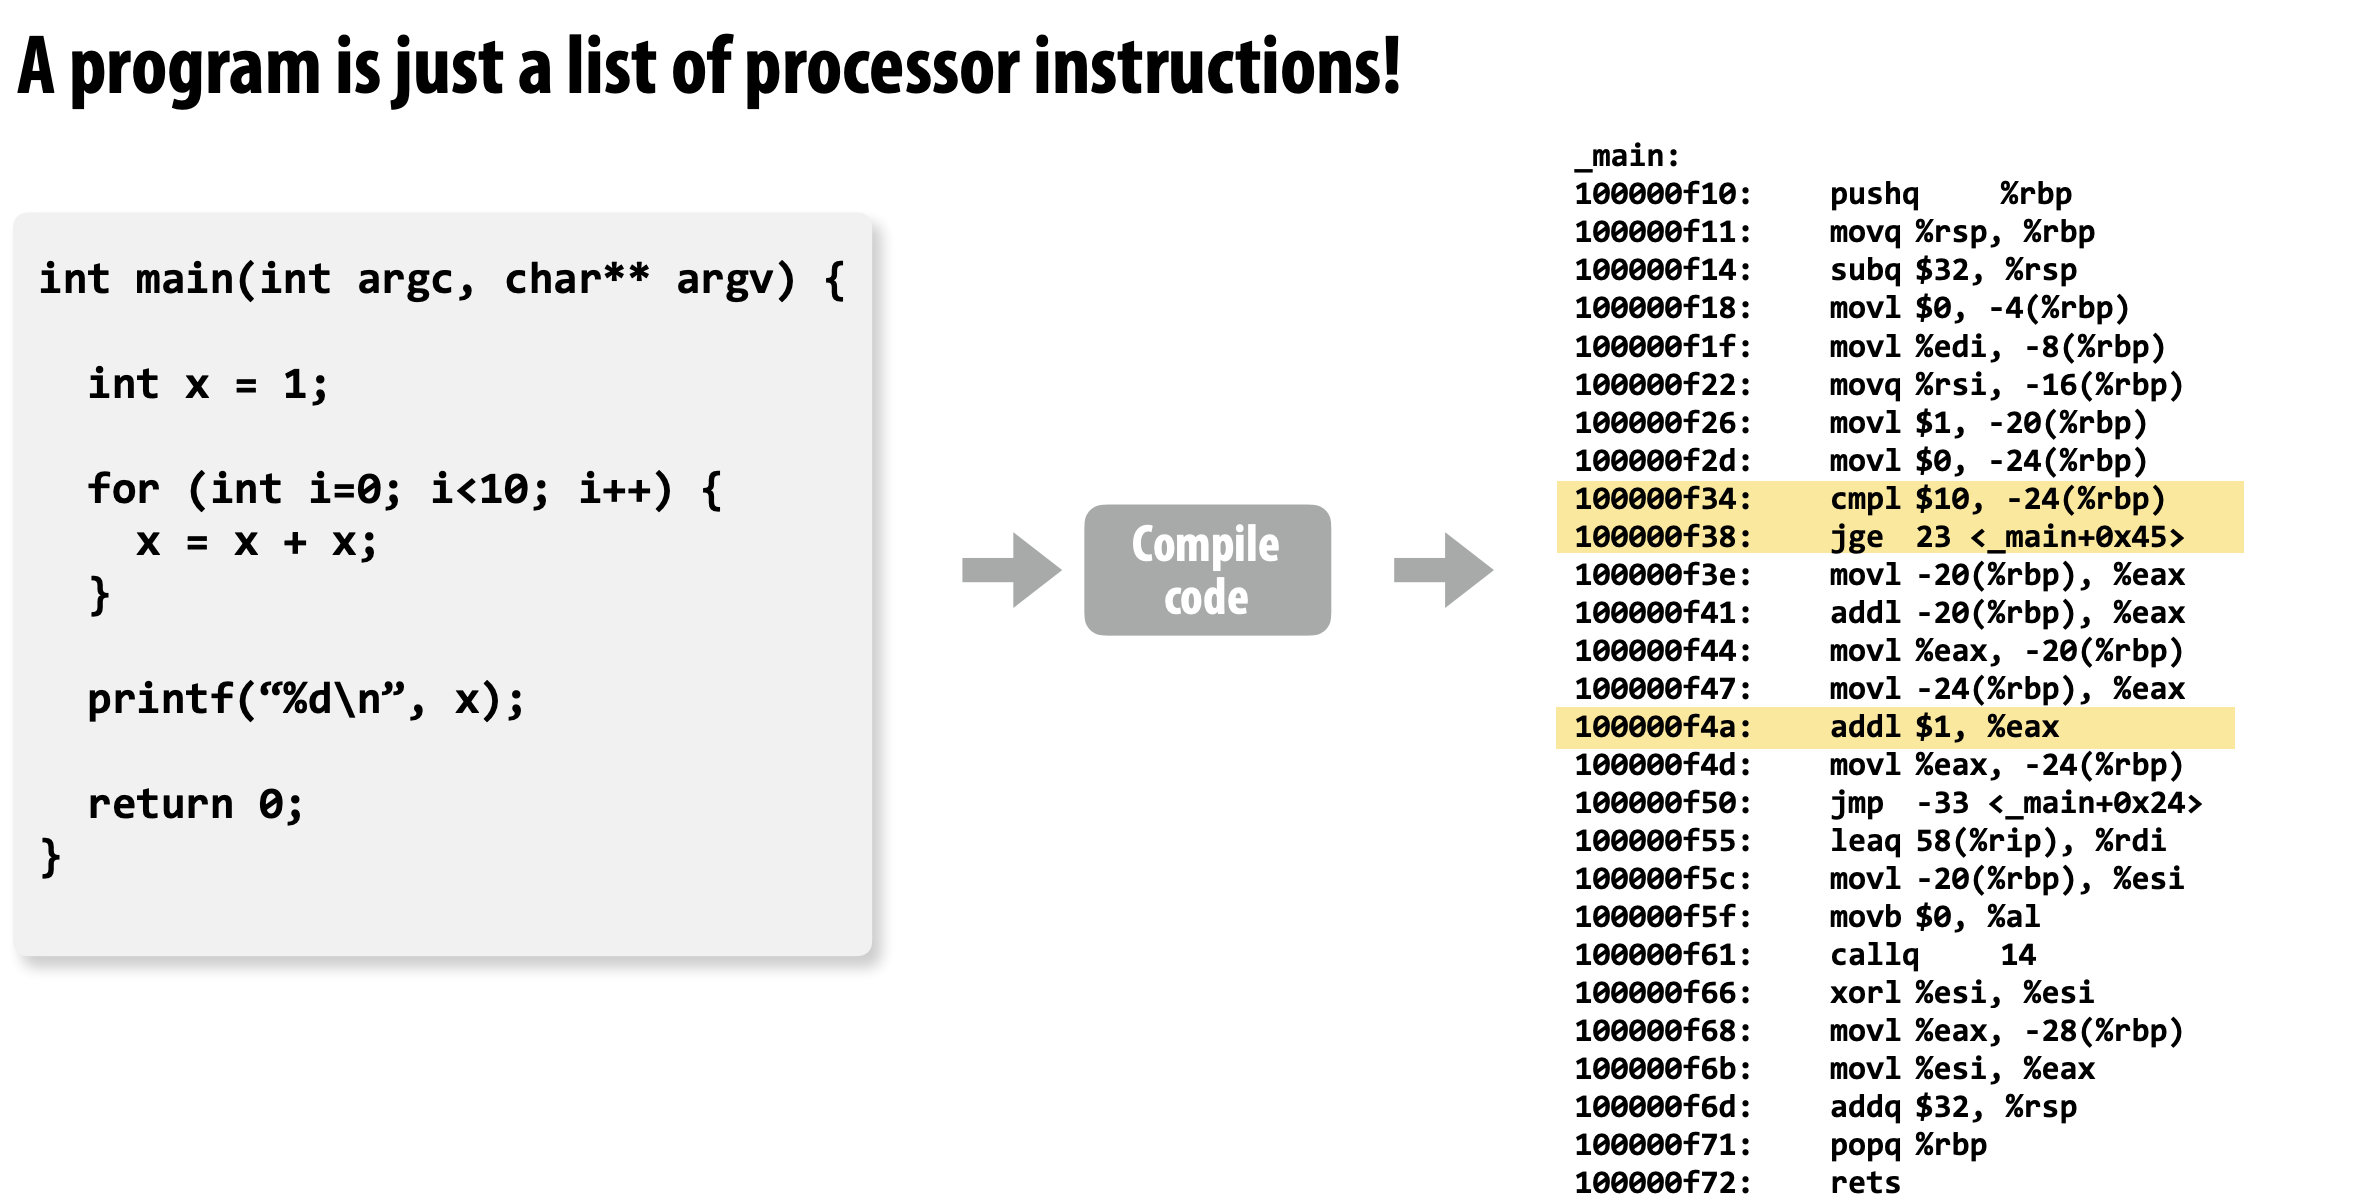 A program is just a list of processor instructions!
int main(int argc, char** argv) {
int x = 1;
for (int i=0; i<10; i++) {
x = x + x;
}
printf(“%d\n”, x);
return 0;
}
Compile
code
_main:
100000f10: pushq %rbp
100000f11: movq %rsp, %rbp
100000f14: subq $32, %rsp
100000f18: movl $0, -4(%rbp)
100000f1f: movl %edi, -8(%rbp)
100000f22: movq %rsi, -16(%rbp)
100000f26: movl $1, -20(%rbp)
100000f2d: movl $0, -24(%rbp)
100000f34: cmpl $10, -24(%rbp)
100000f38: jge 23 <_main+0x45>
100000f3e: movl -20(%rbp), %eax
100000f41: addl -20(%rbp), %eax
100000f44: movl %eax, -20(%rbp)
100000f47: movl -24(%rbp), %eax
100000f4a: addl $1, %eax
100000f4d: movl %eax, -24(%rbp)
100000f50: jmp -33 <_main+0x24>
100000f55: leaq 58(%rip), %rdi
100000f5c: movl -20(%rbp), %esi
100000f5f: movb $0, %al
100000f61: callq 14
100000f66: xorl %esi, %esi
100000f68: movl %eax, -28(%rbp)
100000f6b: movl %esi, %eax
100000f6d: addq $32, %rsp
100000f71: popq %rbp
100000f72: rets